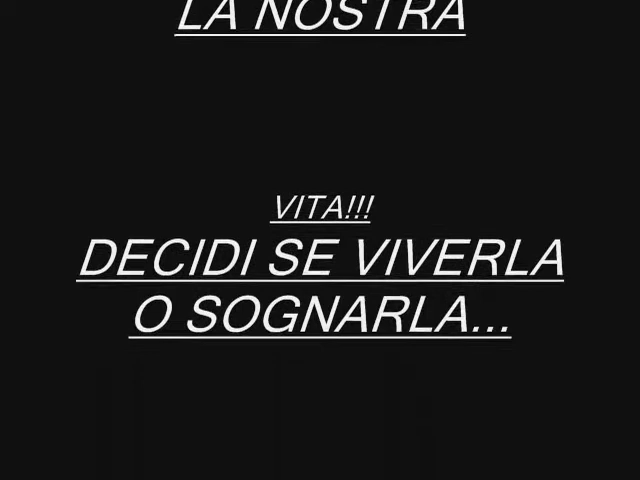 LA NOSTRA
VITA!!!
DECIDI SE VIVERLA
O SOGNARLA...